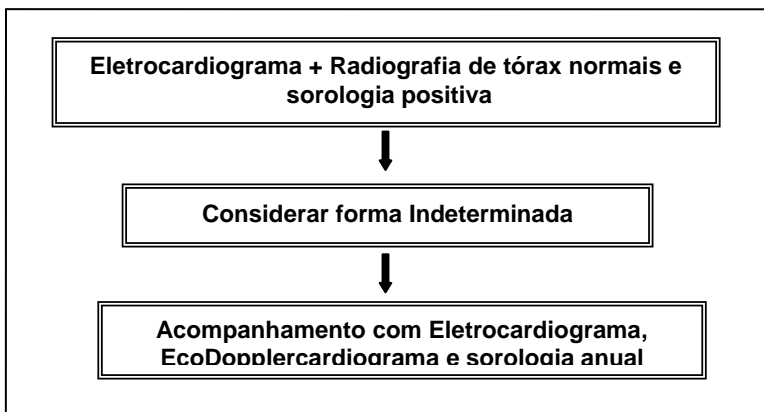 Eletrocardiograma + Radiografia de tórax normais e
sorologia positiva
Considerar forma Indeterminada
Acompanhamento com Eletrocardiograma,
EcoDopplercardiograma e sorologia anual